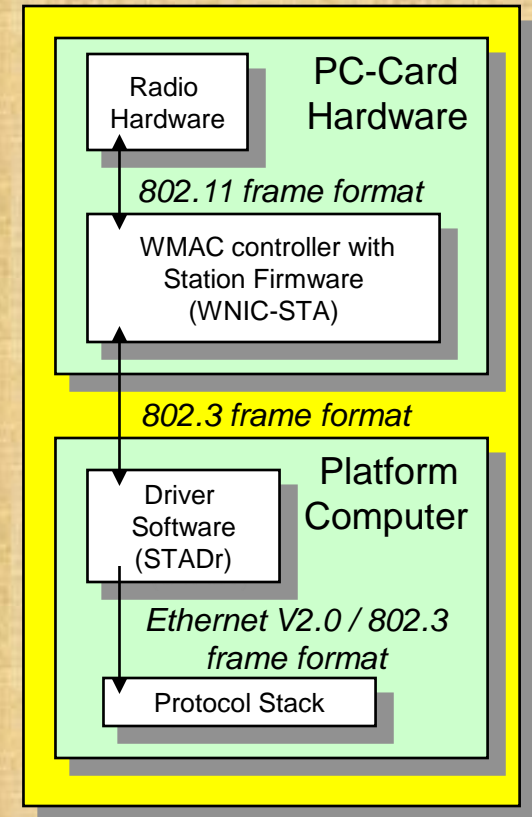 Radio
Hardware
PC-Card
Hardware
802.11 frame format
WMAC controller with
Station Firmware
(WNIC-STA)
802.3 frame format
Platform
Computer
Driver
Software
(STADr)
Ethernet V2.0 / 802.3
frame format
Protocol Stack